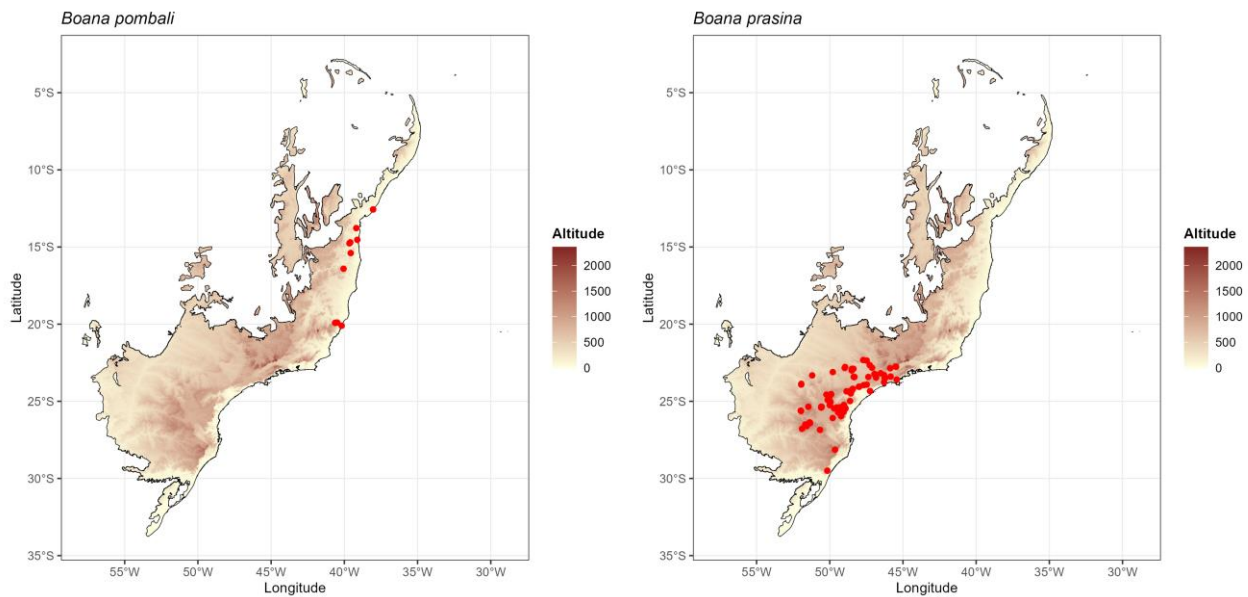 Boana pombali
5°S
10°S
15°S
20°S
25°S
30°S
35°S
Latitude
55°W 50°W 45°W 40°W 35°W 30°W
Longitude
Altitude
2000
1500
1000
500
0
Boana prasina
5°S
10°S
15°S
20°S
25°S
30°S
35°S
Latitude
55°W 50°W 45°W 40°W 35°W 30°W
Longitude
Altitude
2000
1500
1000
500
0